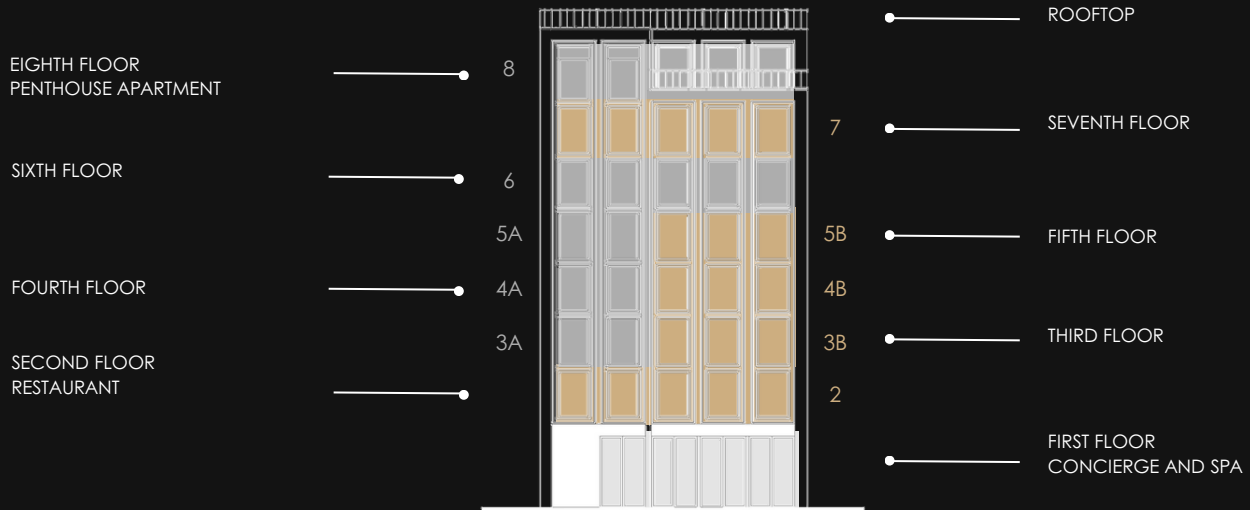 ROOFTOP
EIGHTH FLOOR
PENTHOUSE APARTMENT
8
7
SEVENTH FLOOR
SIXTH FLOOR
6
5A
5B
FIFTH FLOOR
FOURTH FLOOR
4A
4B
3A
3B
THIRD FLOOR
SECOND FLOOR
RESTAURANT
2
FIRST FLOOR
CONCIERGE AND SPA